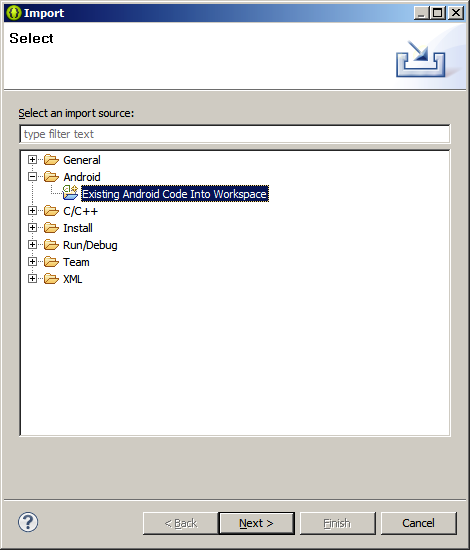 Import
Select
Select an import source:
type filter text
General
Android
Existing Android Code Into Workspace
C/C++
Install
Run/Debug
Team
XML
?
< Back
Next >
Finish
Cancel